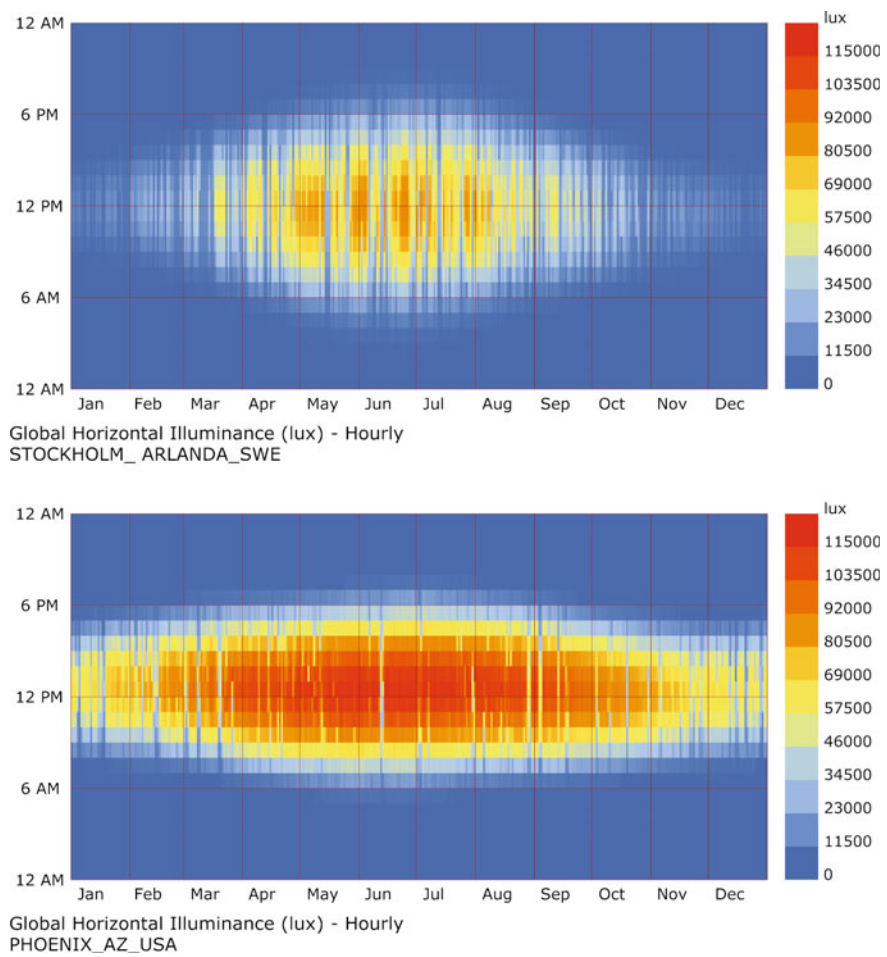 12 AM
6 PM
12 PM
6 AM
12 AM
Jan Feb Mar Apr May Jun Jul Aug Sep Oct Nov Dec
lux
115000
103500
92000
80500
69000
57500
46000
34500
23000
11500
0
Global Horizontal Illuminance (lux) - Hourly
STOCKHOLM_ ARLANDA_SWE
12 AM
6 PM
12 PM
6 AM
12 AM
Jan Feb Mar Apr May Jun Jul Aug Sep Oct Nov Dec
lux
115000
103500
92000
80500
69000
57500
46000
34500
23000
11500
0
Global Horizontal Illuminance (lux) - Hourly
PHOENIX_AZ_USA